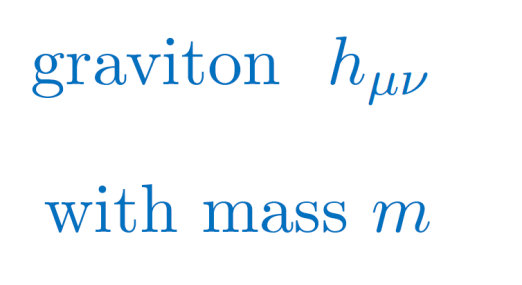 graviton h_{μν}
with mass m